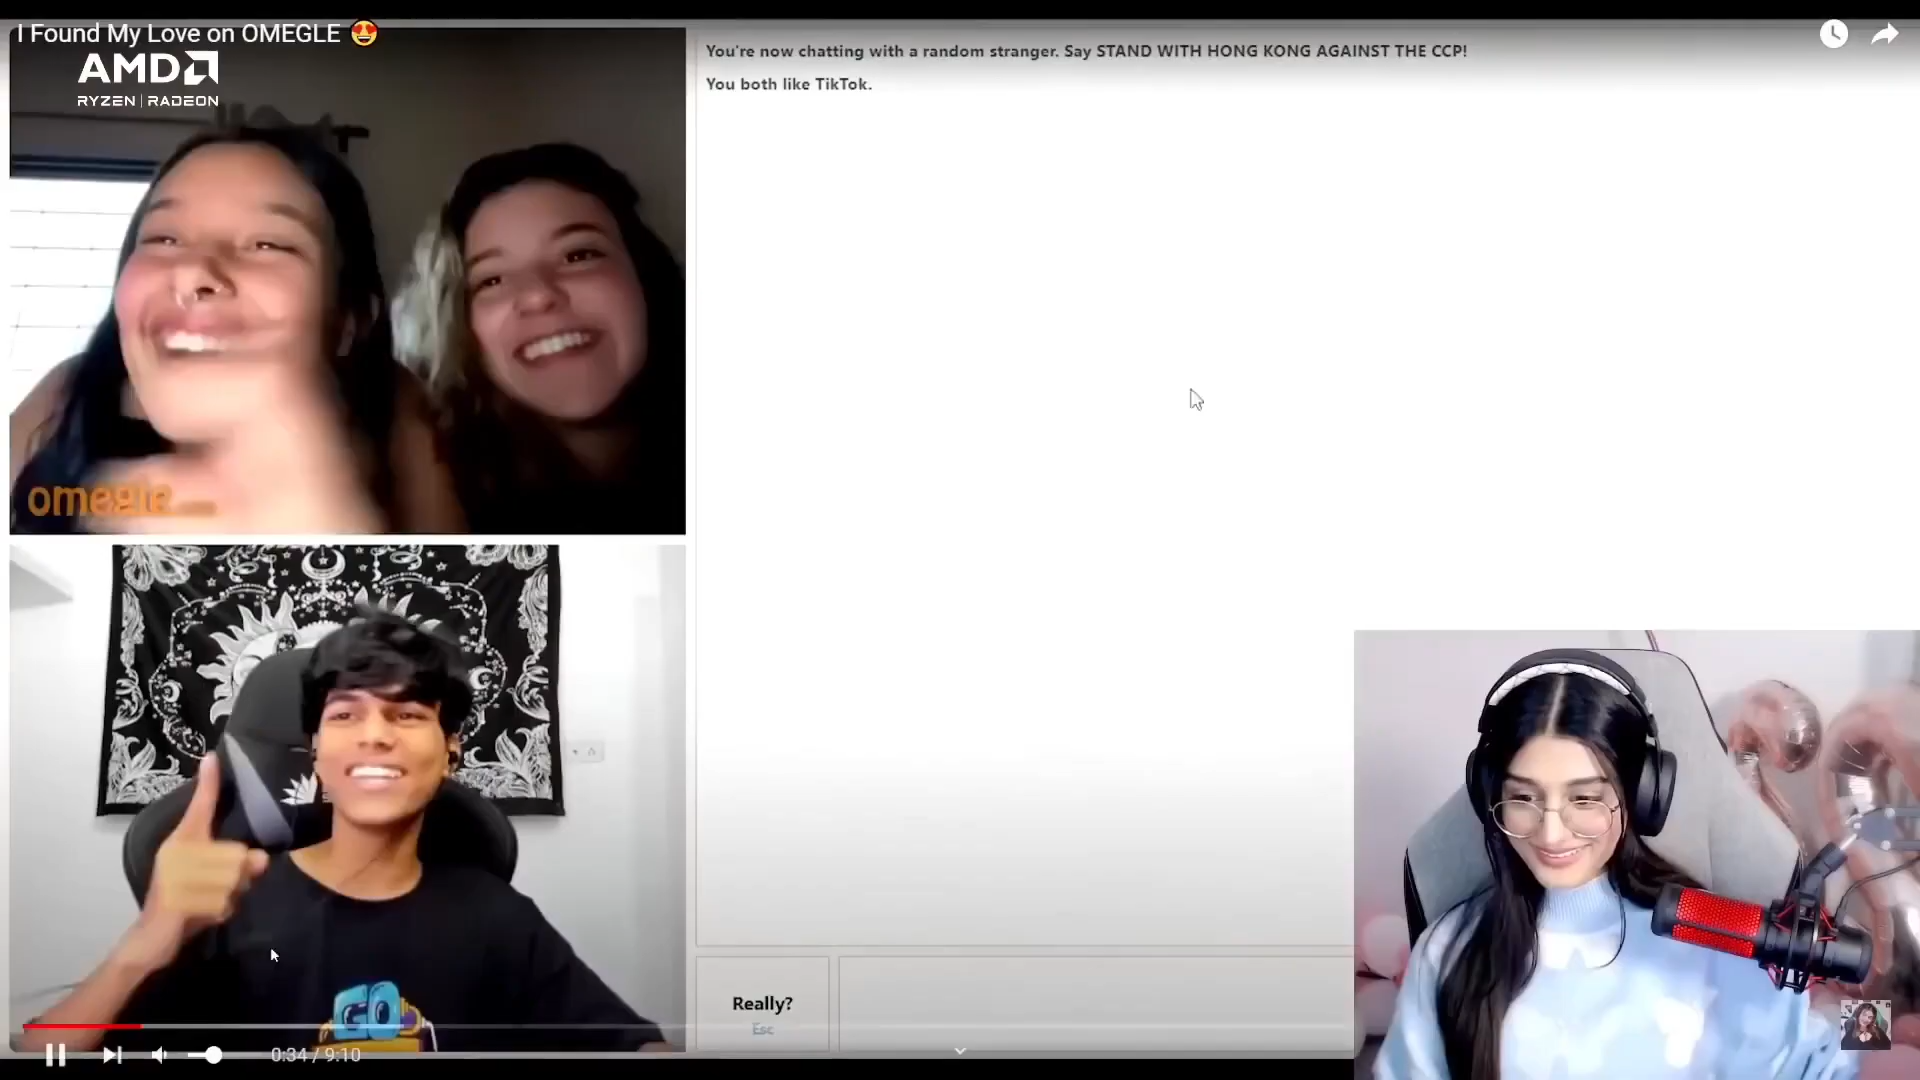 I Found My Love on OMEGLE 😍
AMD
RYZEN | RADEON
You're now chatting with a random stranger. Say STAND WITH HONG KONG AGAINST THE CCP!
You both like TikTok.
omegle
GO
Really?
Esc
0:34 / 9:10